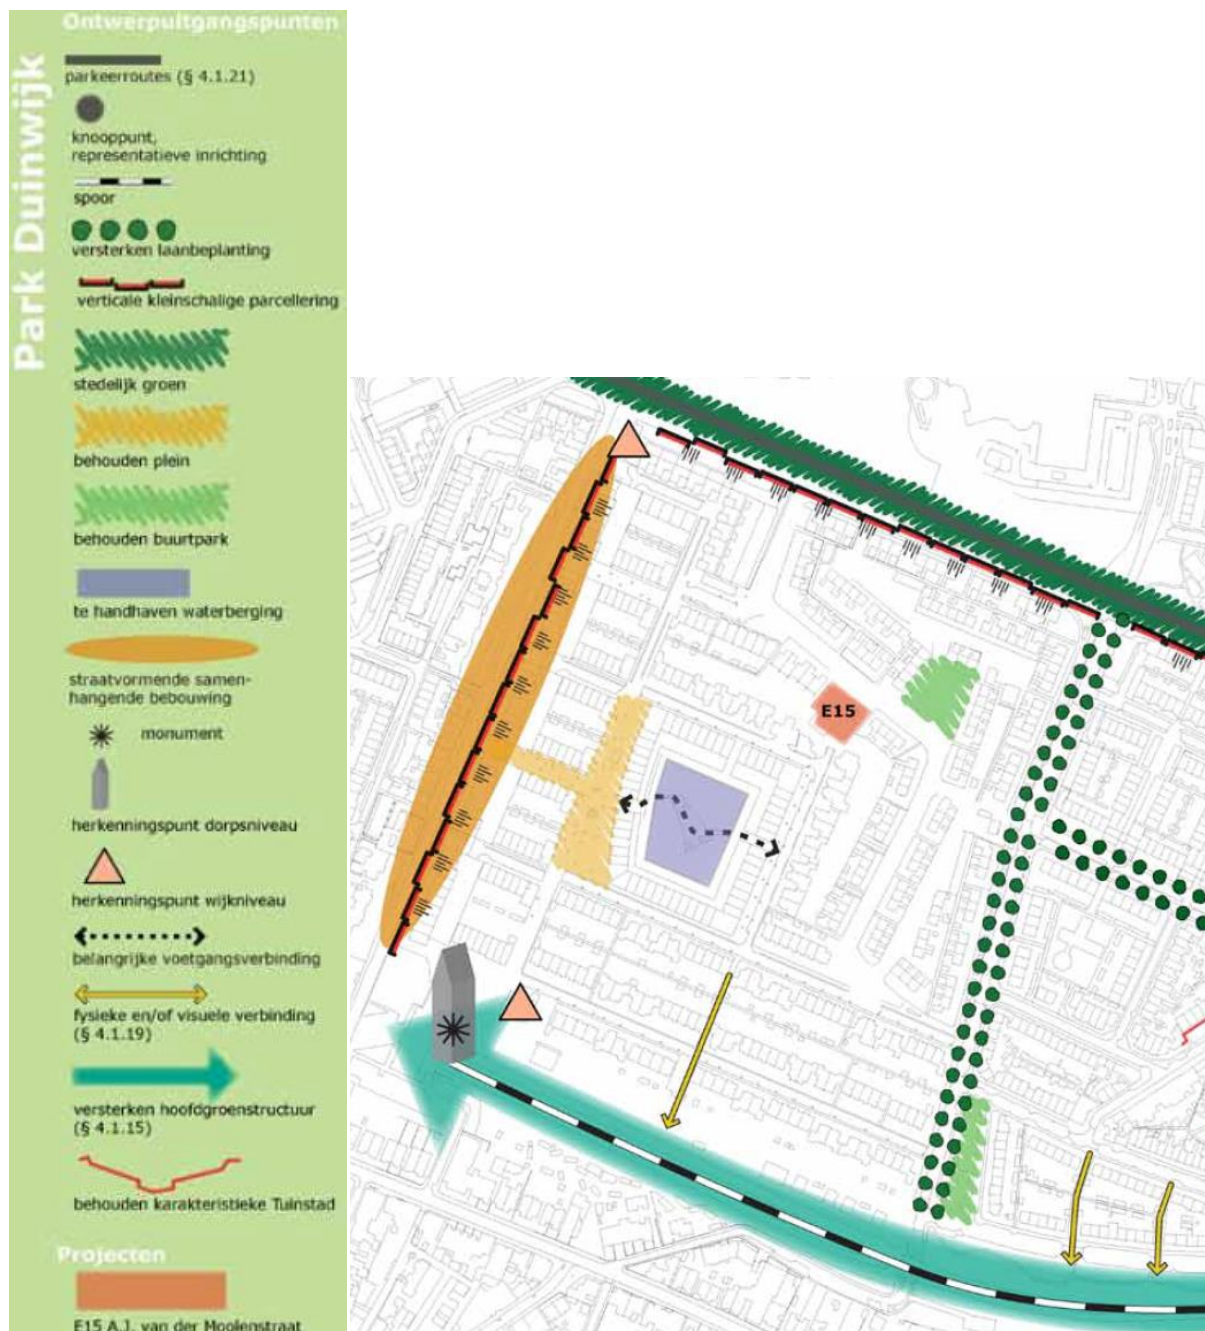 Park Duinwijk
Ontwerpuitgangspunten
parkeerroutes (§ 4.1.21)
knooppunt,
representatieve inrichting
spoor
versterken laanbeplanting
verticale kleinschalige parcellering
stedelijk groen
behouden plein
behouden buurtpark
te handhaven waterberging
straatvormende samen-
hangende bebouwing
monument
herkenningspunt dorpsniveau
herkenningspunt wijkniveau
belangrijke voetgangsverbinding
fysieke en/of visuele verbinding
(§ 4.1.19)
versterken hoofdgroenstructuur
(§ 4.1.15)
behouden karakteristieke Tuinstad
Projecten
E15 A.J. van der Moolenstraat
E15